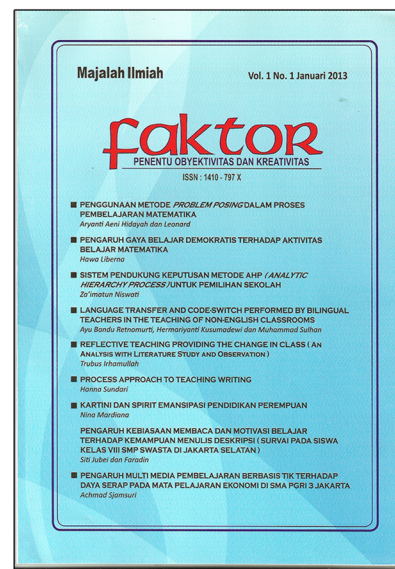 Majalah Ilmiah
Vol. 1 No. 1 Januari 2013
faktor
PENENTU OBYEKTIVITAS DAN KREATIVITAS
ISSN : 1410 - 797 X
■ PENGGUNAAN METODE PROBLEM POSING DALAM PROSES
PEMBELAJARAN MATEMATIKA
Aryanti Aeni Hidayah dan Leonard
■ PENGARUH GAYA BELAJAR DEMOKRATIS TERHADAP AKTIVITAS
BELAJAR MATEMATIKA
Hawa Liberna
■ SISTEM PENDUKUNG KEPUTUSAN METODE AHP (ANALYTIC
HIERARCHY PROCESS) UNTUK PEMILIHAN SEKOLAH
Za'imatun Niswati
■ LANGUAGE TRANSFER AND CODE-SWITCH PERFORMED BY BILINGUAL
TEACHERS IN THE TEACHING OF NON-ENGLISH CLASSROOMS
Ayu Bandu Retnomurti, Hermariyanti Kusumadewi dan Muhammad Sulhan
■ REFLECTIVE TEACHING PROVIDING THE CHANGE IN CLASS ( AN
ANALYSIS WITH LITERATURE STUDY AND OBSERVATION )
Trubus Irhamullah
■ PROCESS APPROACH TO TEACHING WRITING
Hanna Sundari
■ KARTINI DAN SPIRIT EMANSIPASI PENDIDIKAN PEREMPUAN
Nina Mardiana
PENGARUH KEBIASAAN MEMBACA DAN MOTIVASI BELAJAR
TERHADAP KEMAMPUAN MENULIS DESKRIPSI ( SURVAI PADA SISWA
KELAS VIII SMP SWASTA DI JAKARTA SELATAN )
Siti Jubei dan Faradin
■ PENGARUH MULTI MEDIA PEMBELAJARAN BERBASIS TIK TERHADAP
DAYA SERAP PADA MATA PELAJARAN EKONOMI DI SMA PGRI 3 JAKARTA
Achmad Sjamsuri